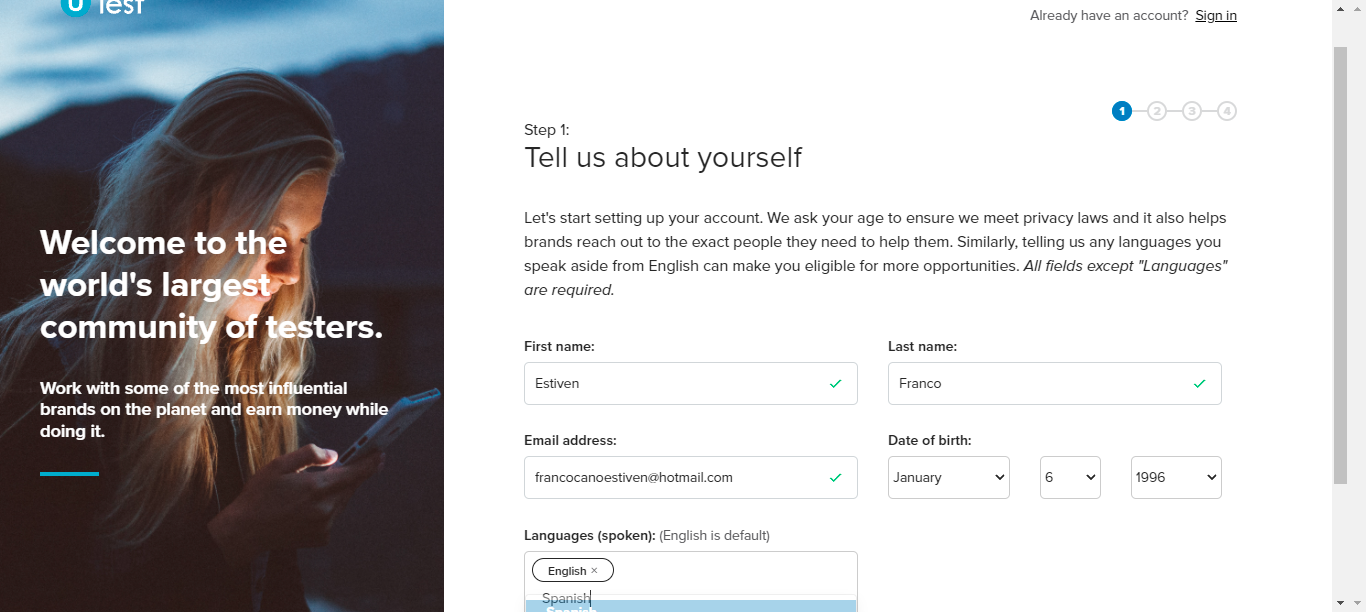 Test
Already have an account? Sign in
1 2 3 4
Step 1:
Tell us about yourself
Let's start setting up your account. We ask your age to ensure we meet privacy laws and it also helps
brands reach out to the exact people they need to help them. Similarly, telling us any languages you
speak aside from English can make you eligible for more opportunities. All fields except "Languages"
are required.
Welcome to the
world's largest
community of testers.
Work with some of the most influential
brands on the planet and earn money while
doing it.
First name: Last name:
Estiven Franco
Email address: Date of birth:
francocanoestiven@hotmail.com January 6 1996
Languages (spoken): (English is default)
English ×
Spanish
Spanish